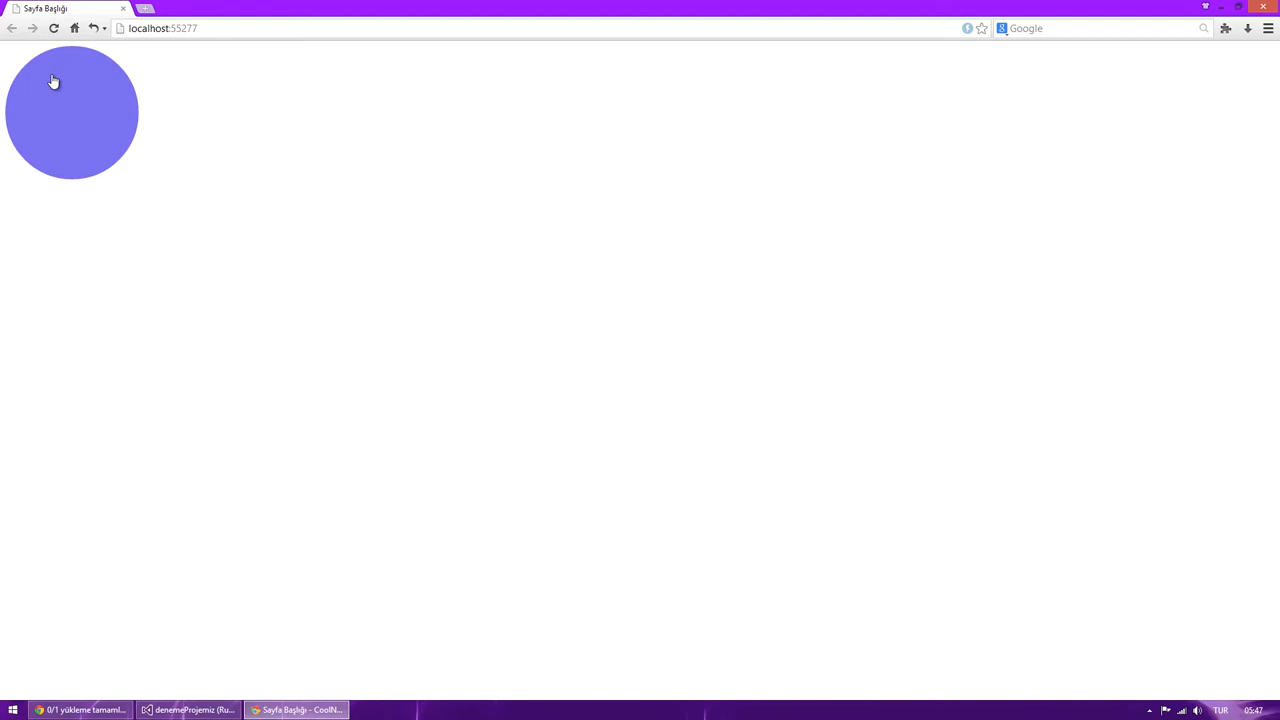 Sayfa Başlığı
localhost:55277
Google
0/1 yükleme tamaml...
denemeProjemiz (Ru...
Sayfa Başlığı - CoolN...
TUR
05:47